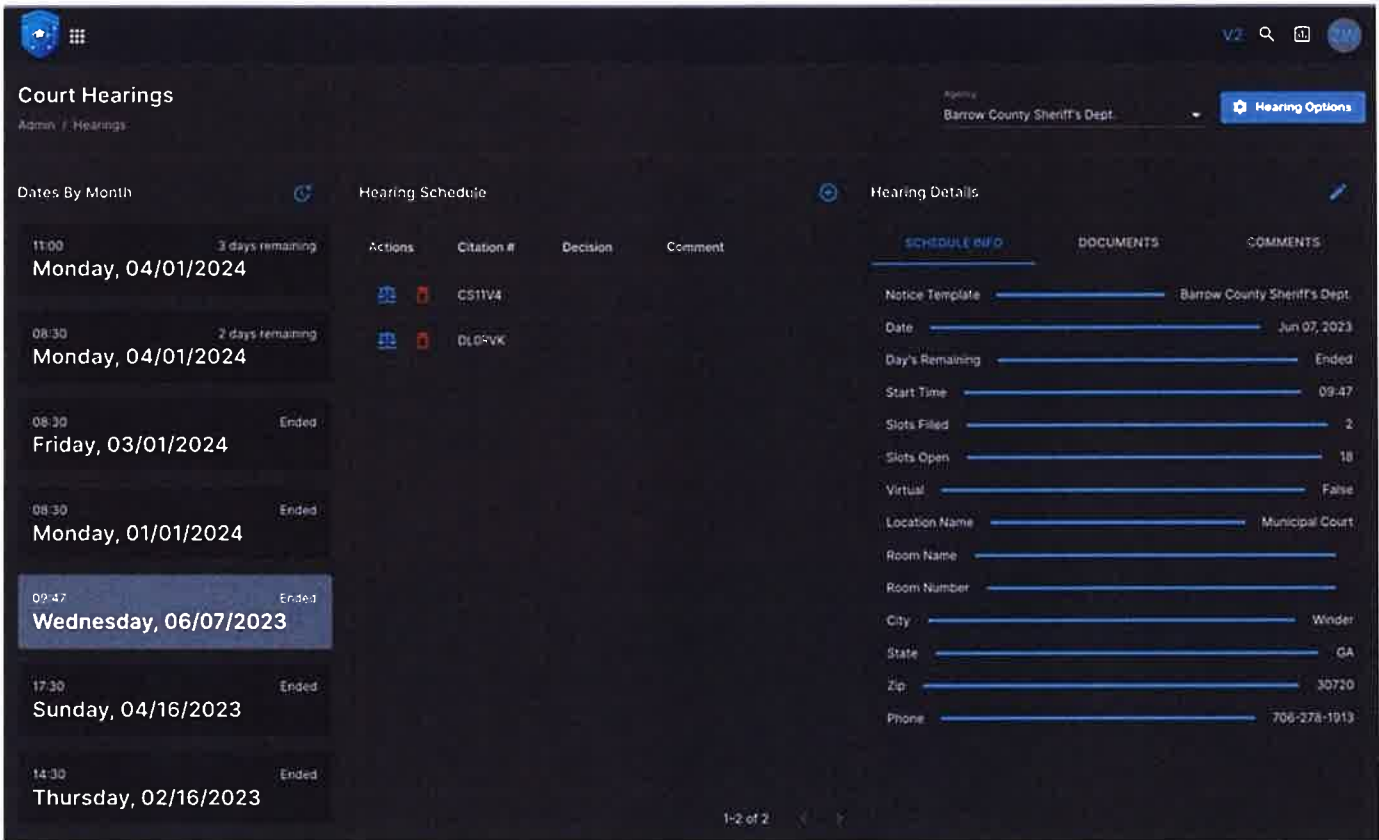 V2
Court Hearings
Admin / Hearings
Agency
Barrow County Sheriff's Dept.
Hearing Options
Dates By Month
11:00 3 days remaining
Monday, 04/01/2024
08:30 2 days remaining
Monday, 04/01/2024
08:30 Ended
Friday, 03/01/2024
08:30 Ended
Monday, 01/01/2024
09:47 Ended
Wednesday, 06/07/2023
17:30 Ended
Sunday, 04/16/2023
14:30 Ended
Thursday, 02/16/2023
Hearing Schedule
Actions Citation # Decision Comment
CS11V4
1-2 of 2
Hearing Details
SCHEDULE INFO DOCUMENTS COMMENTS
Notice Template Barrow County Sheriff's Dept.
Date Jun 07, 2023
Day's Remaining Ended
Start Time 09:47
Slots Filled 2
Slots Open 18
Virtual False
Location Name Municipal Court
Room Name
Room Number
City Winder
State GA
Zip 30720
Phone 706-278-1913